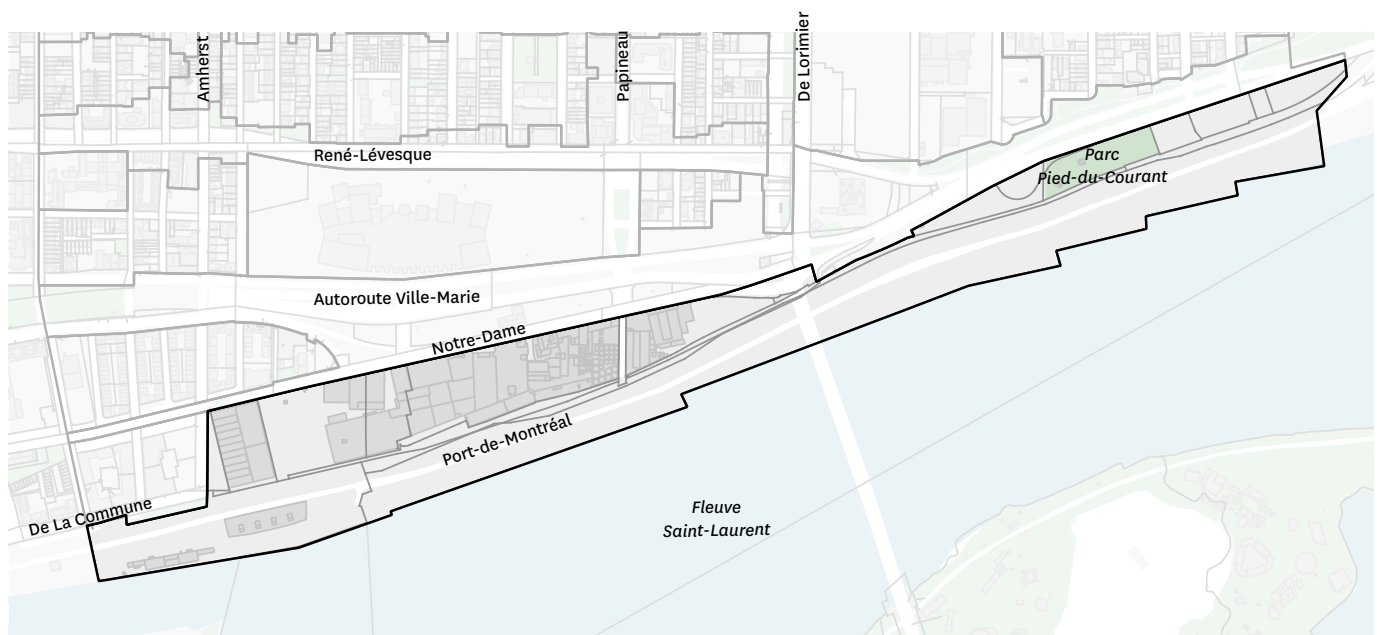 Amherst
Papineau
De Lorimier
René-Lévesque
Parc
Pied-du-Courant
Autoroute Ville-Marie
Notre-Dame
Port-de-Montréal
De La Commune
Fleuve
Saint-Laurent